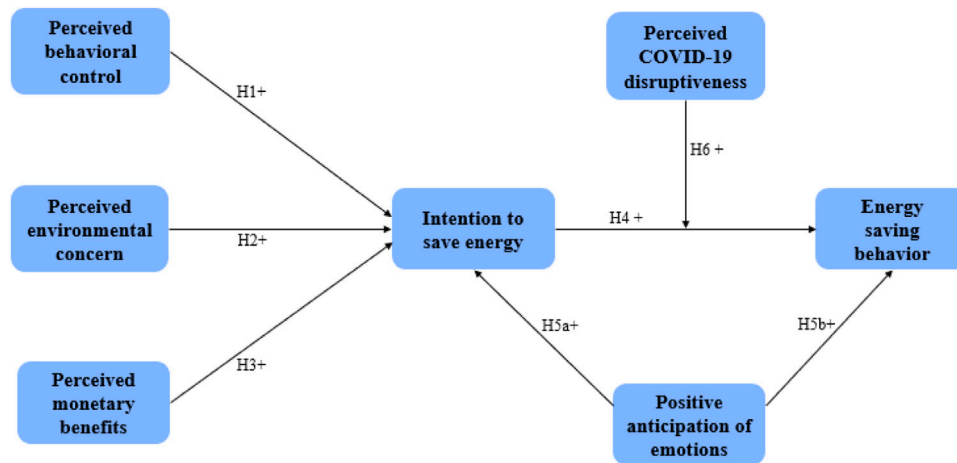 Perceived
behavioral
control
Perceived
COVID-19
disruptiveness
H1+
H6 +
Perceived
environmental
concern
H2+
Intention to
save energy
H4 +
Energy
saving
behavior
H3+
H5a+
H5b+
Perceived
monetary
benefits
Positive
anticipation of
emotions